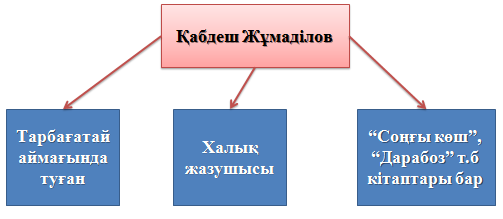 Қабдеш Жұмаділов
Тарбағатай
аймағында
туған
Халық
жазушысы
“Соңғы көш”,
“Дарабоз” т.б
кітаптары бар